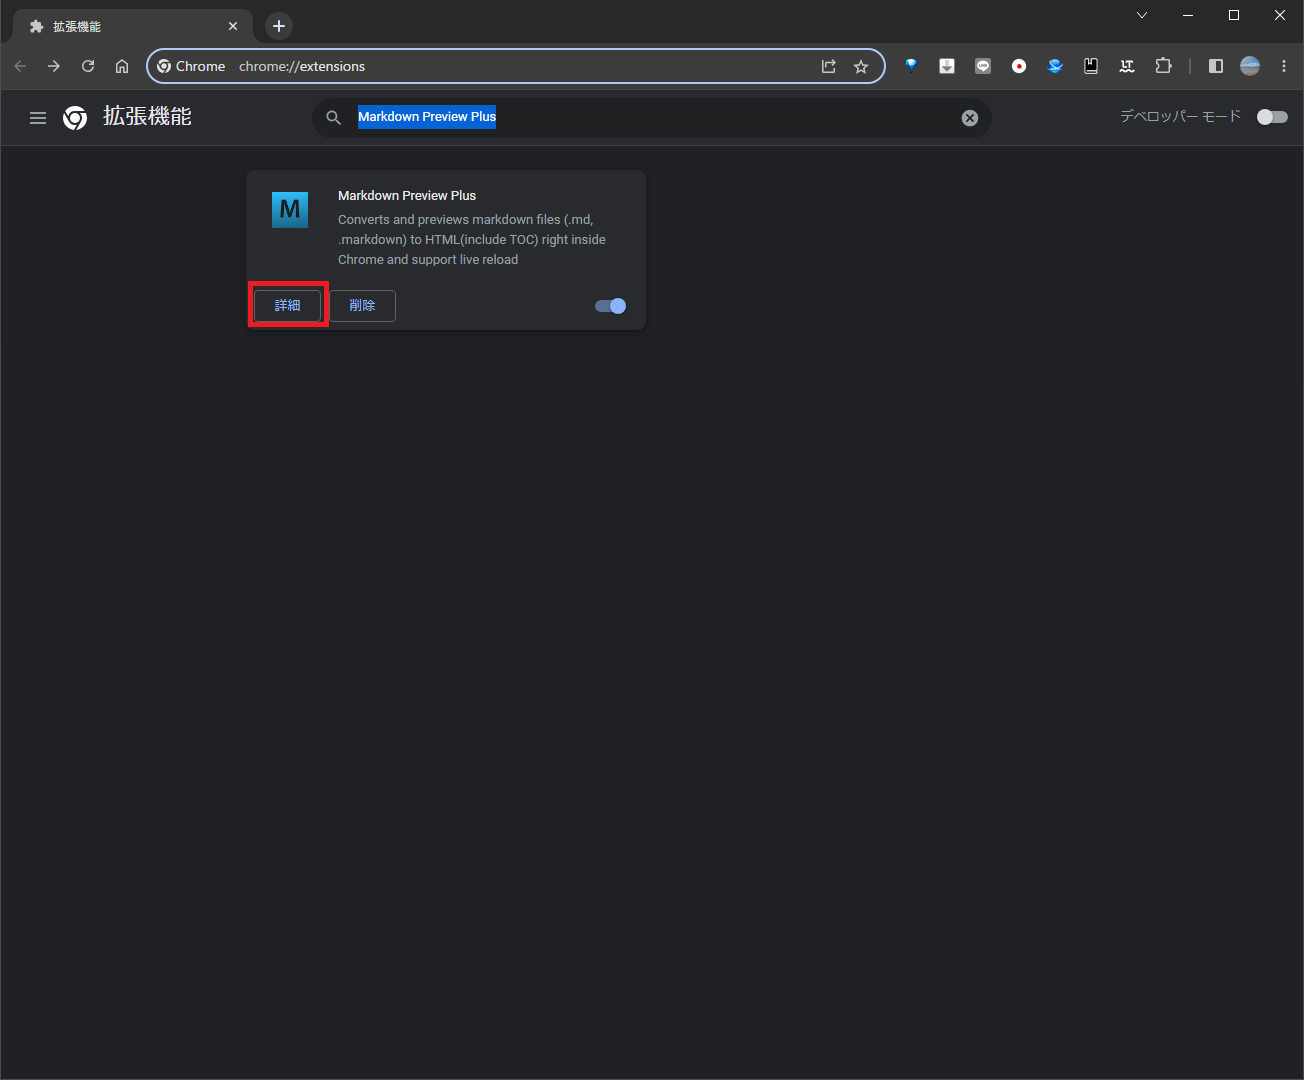 拡張機能
Chrome chrome://extensions
LINE
LT
拡張機能
Markdown Preview Plus
デベロッパー モード
M
Markdown Preview Plus
Converts and previews markdown files (.md,
.markdown) to HTML(include TOC) right inside
Chrome and support live reload
詳細
削除